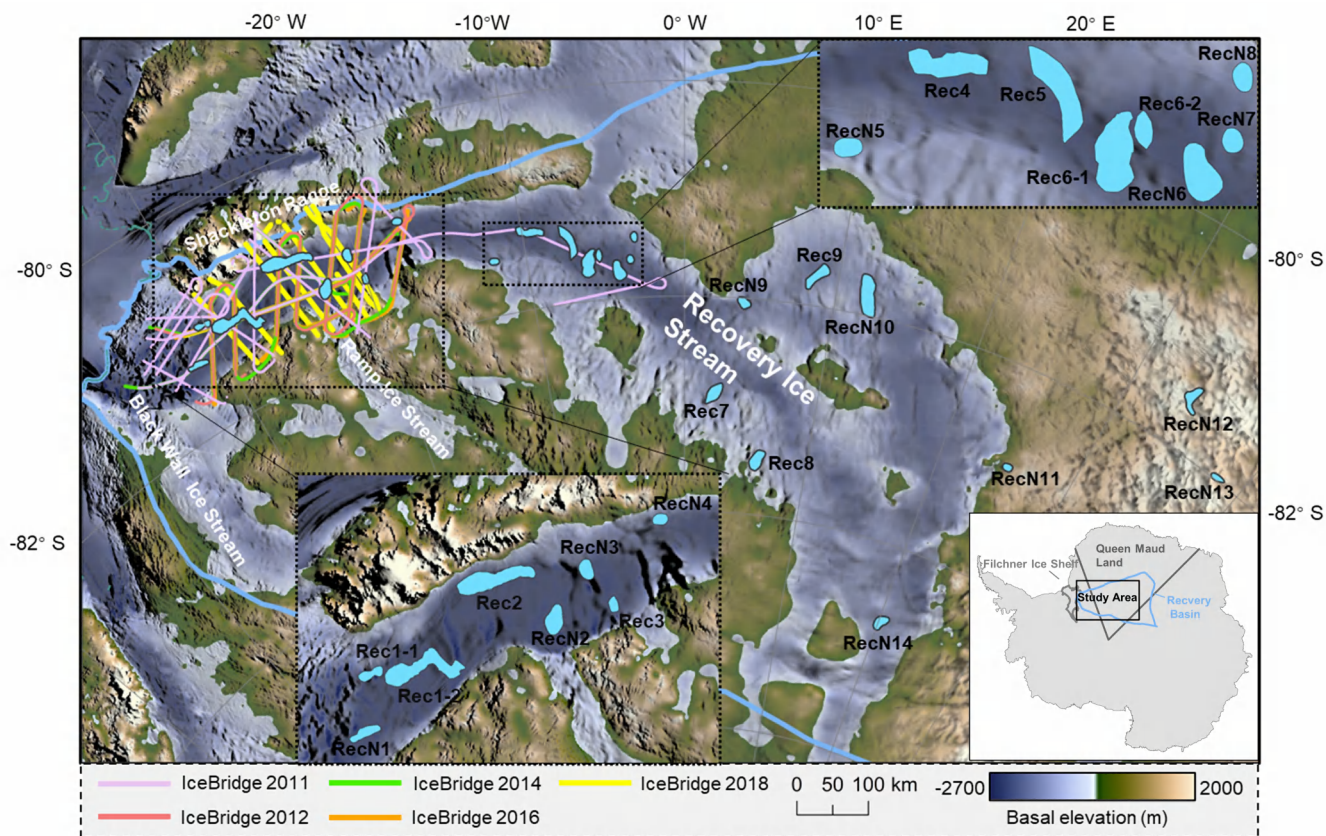 -20° W
-10° W
0° W
10° E
20° E
-80° S
-82° S
-80° S
-82° S
Rec4
Rec5
RecN8
RecN5
Rec6-2
RecN7
Rec6-1
RecN6
Shackleton Range
Recovery Ice
Stream
Ramp Ice Stream
Black Wall Ice Stream
RecN9
Rec9
RecN10
Rec7
Rec8
RecN11
RecN12
RecN13
RecN14
RecN4
RecN3
Rec2
RecN2
Rec3
Rec1-1
Rec1-2
RecN1
Queen Maud
Land
Filchner Ice Shelf
Study Area
Recvery
Basin
IceBridge 2011
IceBridge 2014
IceBridge 2018
IceBridge 2012
IceBridge 2016
0 50 100 km
-2700
2000
Basal elevation (m)